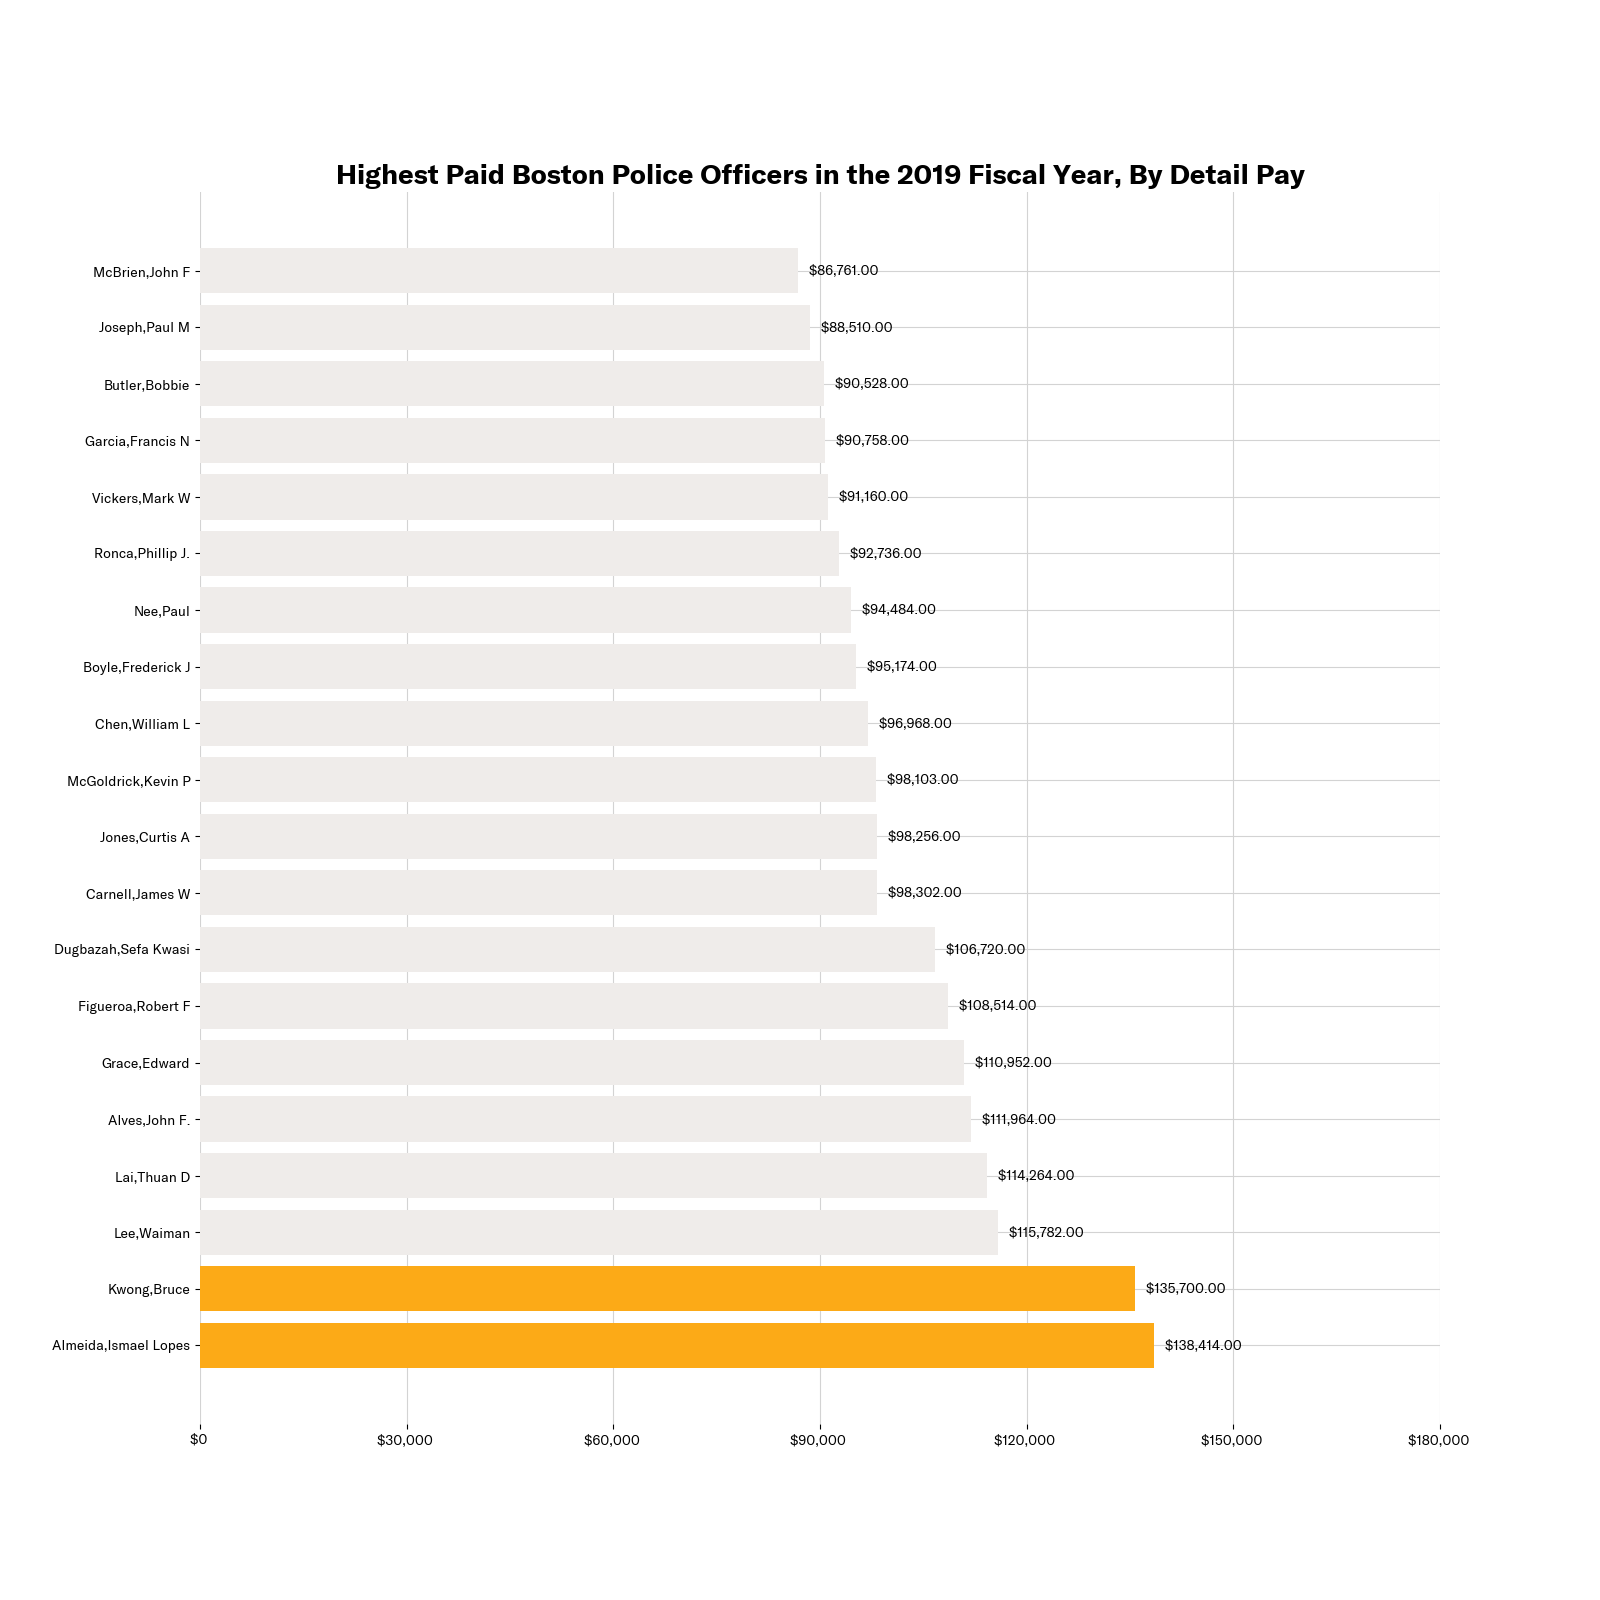 Highest Paid Boston Police Officers in the 2019 Fiscal Year, By Detail Pay
McBrien,John F $86,761.00
Joseph,Paul M $88,510.00
Butler,Bobbie $90,528.00
Garcia,Francis N $90,758.00
Vickers,Mark W $91,160.00
Ronca,Phillip J. $92,736.00
Nee,Paul $94,484.00
Boyle,Frederick J $95,174.00
Chen,William L $96,968.00
McGoldrick,Kevin P $98,103.00
Jones,Curtis A $98,256.00
Carnell,James W $98,302.00
Dugbazah,Sefa Kwasi $106,720.00
Figueroa,Robert F $108,514.00
Grace,Edward $110,952.00
Alves,John F. $111,964.00
Lai,Thuan D $114,264.00
Lee,Waiman $115,782.00
Kwong,Bruce $135,700.00
Almeida,Ismael Lopes $138,414.00
$0 $30,000 $60,000 $90,000 $120,000 $150,000 $180,000